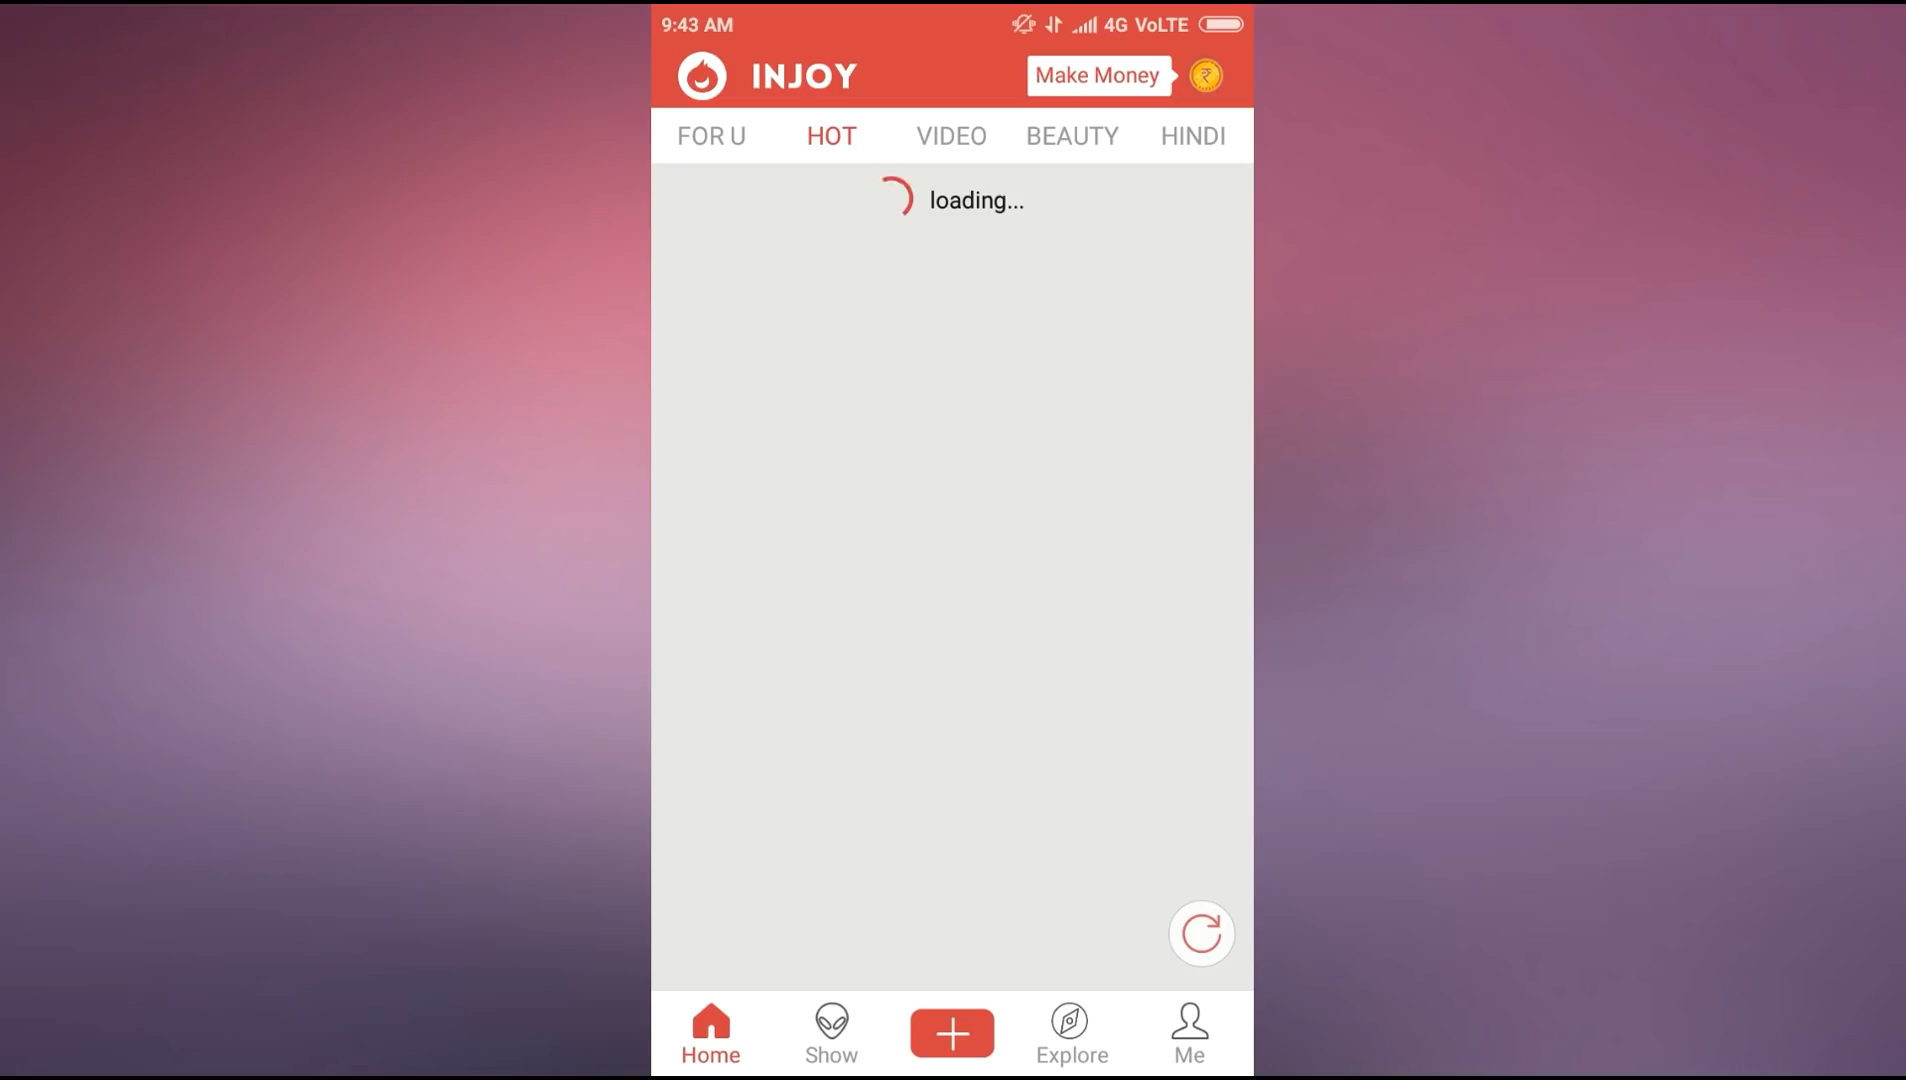 9:43 AM 4G VoLTE
INJOY Make Money ₹
FOR U HOT VIDEO BEAUTY HINDI
loading...
Home Show Explore Me